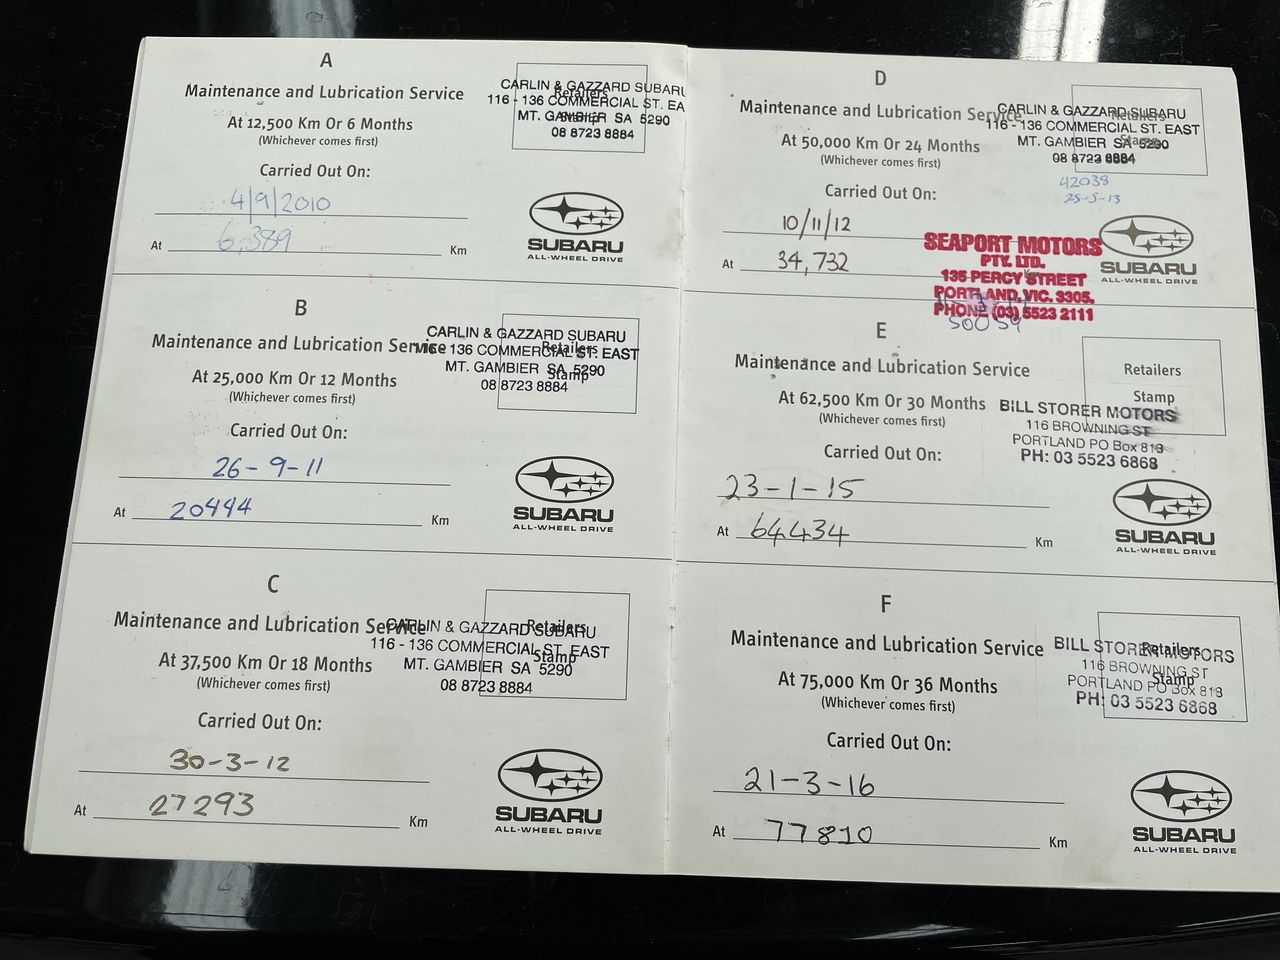 A
Maintenance and Lubrication Service
At 12,500 Km Or 6 Months
(Whichever comes first)
Carried Out On:
4/9/2010
At 6,389 Km
Retailers
Stamp
CARLIN & GAZZARD SUBARU
116 - 136 COMMERCIAL ST. EA
MT. GAMBIER SA 5290
08 8723 8884
SUBARU
ALL-WHEEL DRIVE
B
Maintenance and Lubrication Service
At 25,000 Km Or 12 Months
(Whichever comes first)
Carried Out On:
26-9-11
At 20444 Km
Retailers
Stamp
CARLIN & GAZZARD SUBARU
116 - 136 COMMERCIAL ST. EAST
MT. GAMBIER SA 5290
08 8723 8884
SUBARU
ALL-WHEEL DRIVE
C
Maintenance and Lubrication Service
At 37,500 Km Or 18 Months
(Whichever comes first)
Carried Out On:
30-3-12
At 27293 Km
Retailers
Stamp
CARLIN & GAZZARD SUBARU
116 - 136 COMMERCIAL ST. EAST
MT. GAMBIER SA 5290
08 8723 8884
SUBARU
ALL-WHEEL DRIVE
D
Maintenance and Lubrication Service
At 50,000 Km Or 24 Months
(Whichever comes first)
Carried Out On:
10/11/12
At 34,732
Retailers
Stamp
CARLIN & GAZZARD SUBARU
116 - 136 COMMERCIAL ST. EAST
MT. GAMBIER SA 5290
08 8723 8884
42038
25-5-13
SEAPORT MOTORS
PTY. LTD.
135 PERCY STREET
PORTLAND, VIC. 3305.
PHONE (03) 5523 2111
50059
SUBARU
ALL-WHEEL DRIVE
E
Maintenance and Lubrication Service
At 62,500 Km Or 30 Months
(Whichever comes first)
Carried Out On:
23-1-15
At 64434 Km
Retailers
Stamp
BILL STORER MOTORS
116 BROWNING ST
PORTLAND PO Box 813
PH: 03 5523 6868
SUBARU
ALL-WHEEL DRIVE
F
Maintenance and Lubrication Service
At 75,000 Km Or 36 Months
(Whichever comes first)
Carried Out On:
21-3-16
At 77810 Km
Retailers
Stamp
BILL STORER MOTORS
116 BROWNING ST
PORTLAND PO Box 813
PH: 03 5523 6868
SUBARU
ALL-WHEEL DRIVE